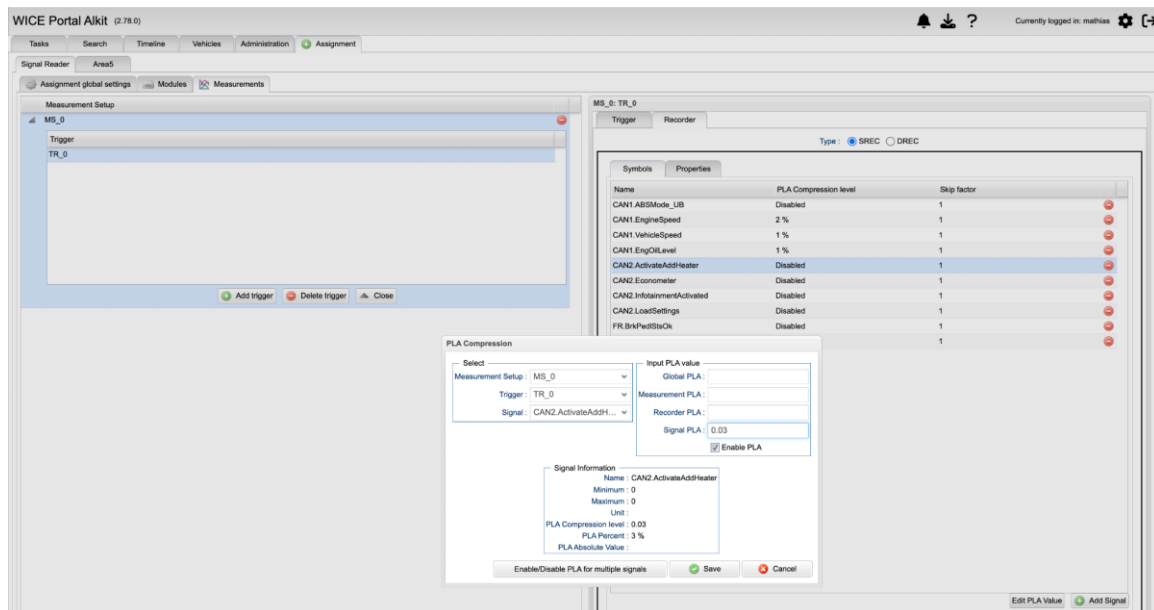 WICE Portal Alkit (2.78.0)
Currently logged in: mathias
Tasks Search Timeline Vehicles Administration Assignment
Signal Reader Area5
Assignment global settings Modules Measurements
Measurement Setup
MS_0
Trigger
TR_0
Add trigger Delete trigger Close
MS_0: TR_0
Trigger Recorder
Type : SREC DREC
Symbols Properties
Name PLA Compression level Skip factor
CAN1.ABSMode_UB Disabled 1
CAN1.EngineSpeed 2 % 1
CAN1.VehicleSpeed 1 % 1
CAN1.EngOilLevel 1 % 1
CAN2.ActivateAddHeater Disabled 1
CAN2.Econometer Disabled 1
CAN2.InfotainmentActivated Disabled 1
CAN2.LoadSettings Disabled 1
FR.BrkPedlStsOk Disabled 1
1
PLA Compression
Select
Measurement Setup : MS_0
Trigger : TR_0
Signal : CAN2.ActivateAddH...
Input PLA value
Global PLA :
Measurement PLA :
Recorder PLA :
Signal PLA : 0.03
Enable PLA
Signal Information
Name : CAN2.ActivateAddHeater
Minimum : 0
Maximum : 0
Unit :
PLA Compression level : 0.03
PLA Percent : 3 %
PLA Absolute Value :
Enable/Disable PLA for multiple signals Save Cancel
Edit PLA Value Add Signal